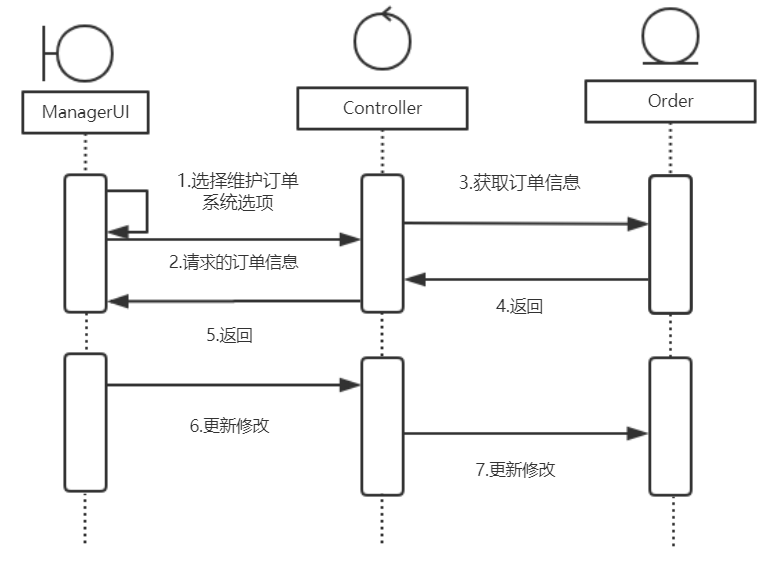 ManagerUI
Controller
Order
1.选择维护订单
系统选项
3.获取订单信息
2.请求的订单信息
4.返回
5.返回
6.更新修改
7.更新修改